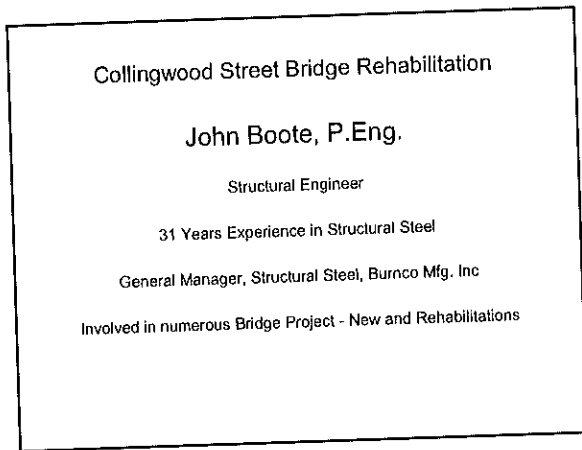 Collingwood Street Bridge Rehabilitation
John Boote, P.Eng.
Structural Engineer
31 Years Experience in Structural Steel
General Manager, Structural Steel, Burnco Mfg. Inc
Involved in numerous Bridge Project - New and Rehabilitations